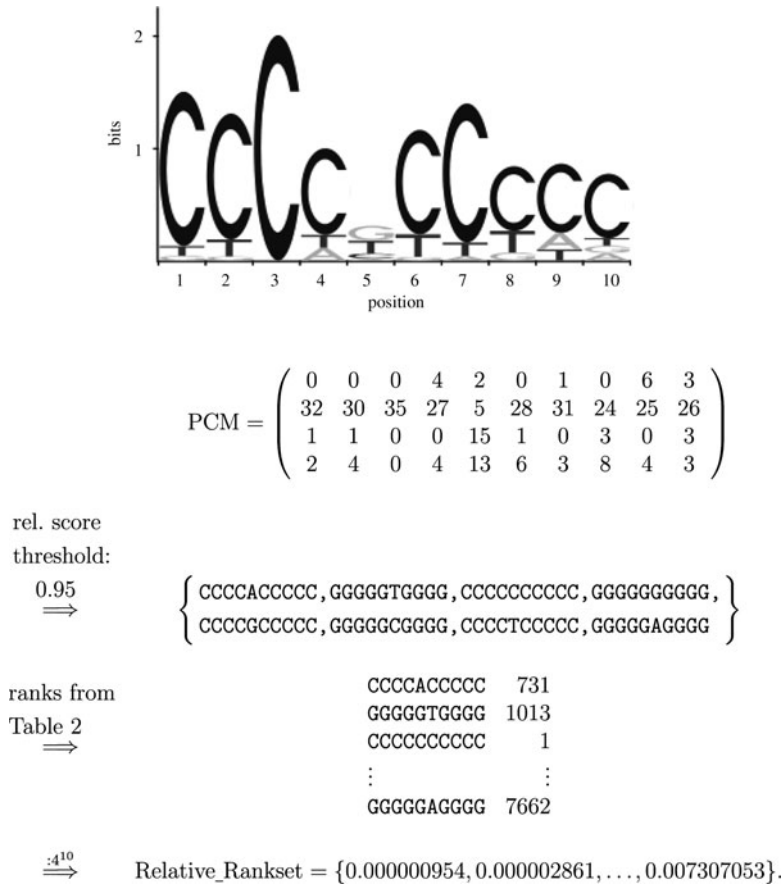 2
1
bits
C C C C G C C C C C
T T T T T T T A T
G G A C G A G T G
A
1 2 3 4 5 6 7 8 9 10
position
PCM =
0 0 0 4 2 0 1 0 6 3
32 30 35 27 5 28 31 24 25 26
1 1 0 0 15 1 0 3 0 3
2 4 0 4 13 6 3 8 4 3
rel. score
threshold:
0.95
⟹
{ CCCCACCCCC,GGGGGTGGGG,CCCCCCCCCC,GGGGGGGGGG,
CCCCGCCCCC,GGGGGCGGGG,CCCCTCCCCC,GGGGGAGGGG }
ranks from
Table 2
⟹
CCCCACCCCC 731
GGGGGTGGGG 1013
CCCCCCCCCC 1
⋮ ⋮
GGGGGAGGGG 7662
:4¹⁰
⟹
Relative_Rankset = {0.000000954, 0.000002861, . . . , 0.007307053}.